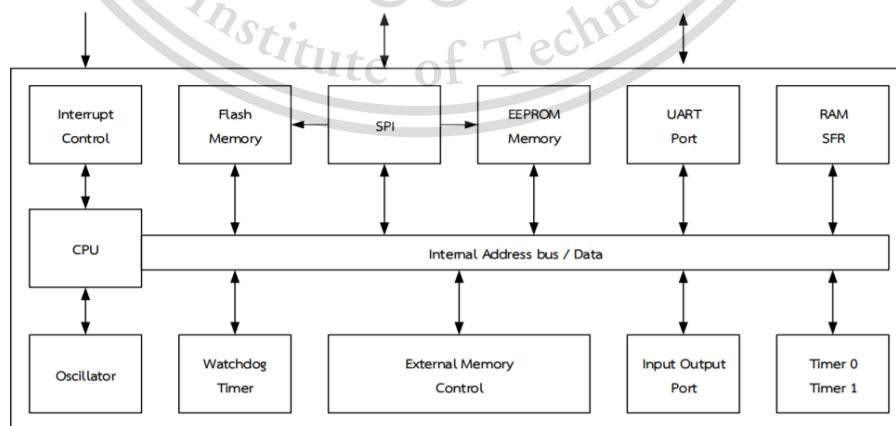 Institute of Techno
Interrupt
Control
Flash
Memory
SPI
EEPROM
Memory
UART
Port
RAM
SFR
CPU
Internal Address bus / Data
Oscillator
Watchdog
Timer
External Memory
Control
Input Output
Port
Timer 0
Timer 1